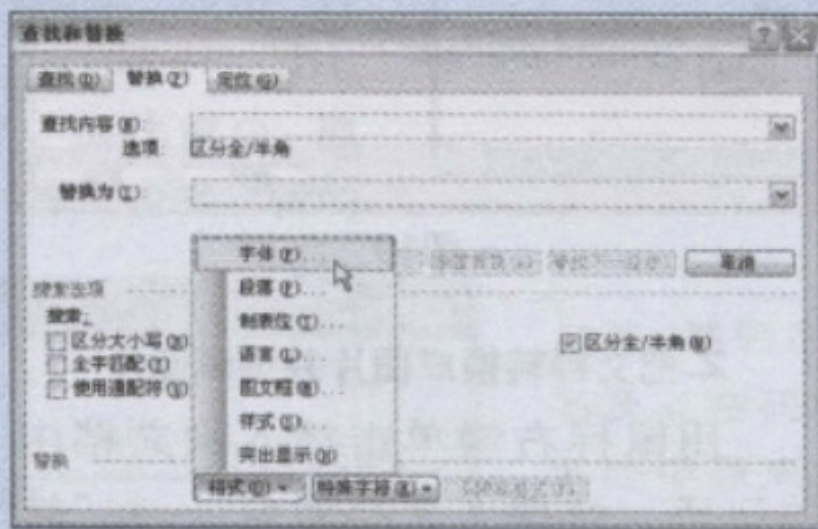 查找和替换
查找(D) 替换(P) 定位(G)
查找内容(N):
选项: 区分全/半角
替换为(I):
字体(F)...
取消
段落(P)...
搜索选项
制表位(T)...
搜索:
区分大小写(H)
语言(L)...
区分全/半角(M)
全字匹配(Y)
图文框(M)...
使用通配符(U)
样式(S)...
突出显示(H)
替换
格式(O) 特殊字符(E)